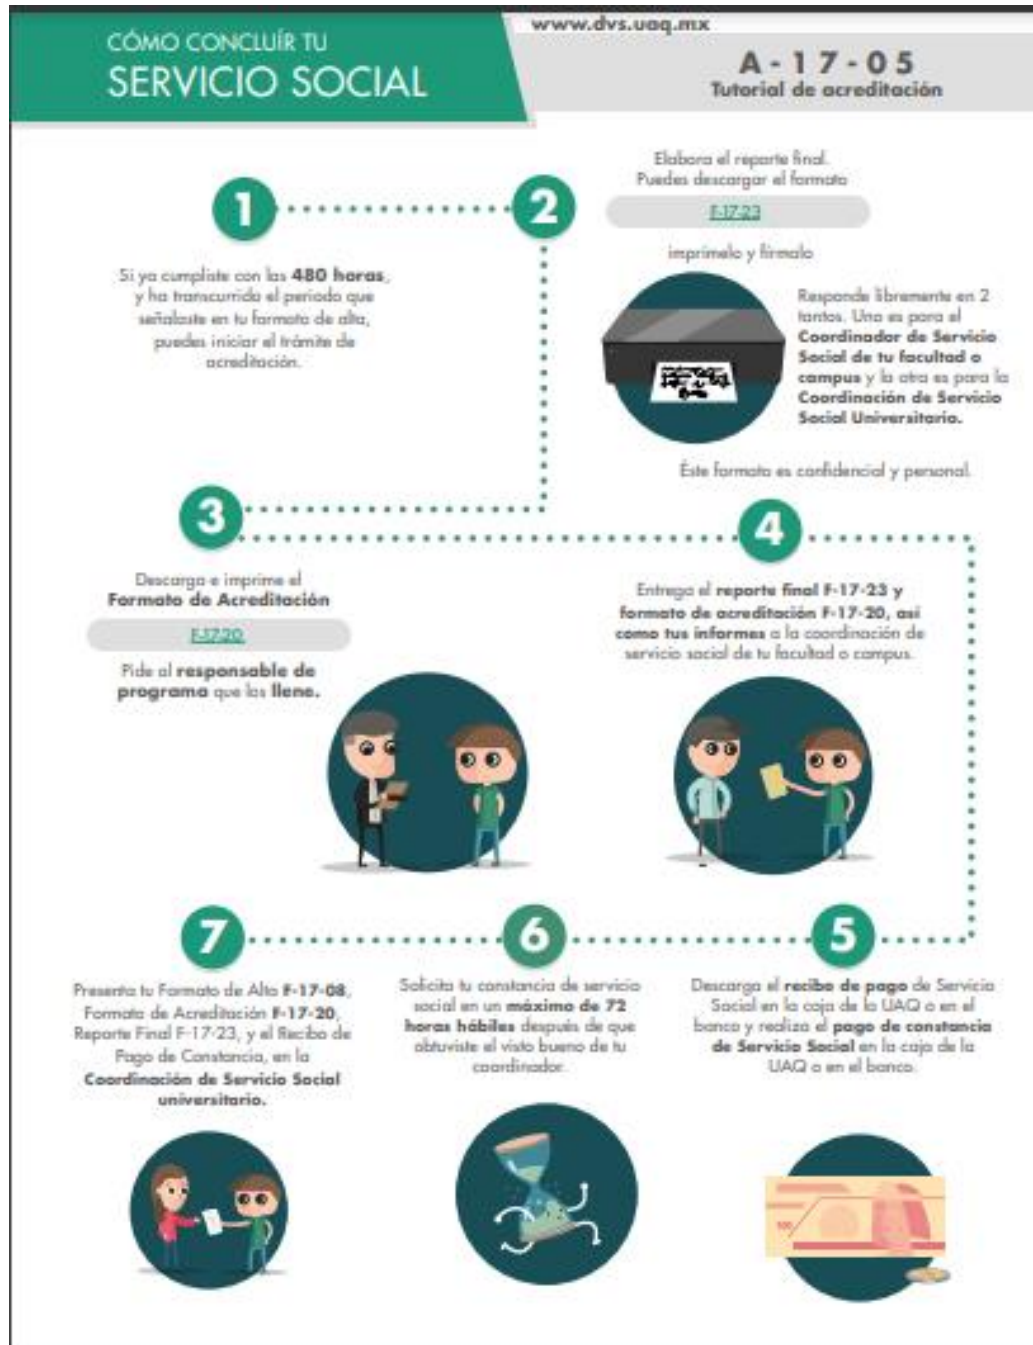 www.dvs.uaq.mx
CÓMO CONCLUÍR TU
SERVICIO SOCIAL
A - 1 7 - 0 5
Tutorial de acreditación
1
Si ya cumpliste con las 480 horas,
y ha transcurrido el periodo que
señalaste en tu formato de alta,
puedes iniciar el trámite de
acreditación.
2
Elabora el reporte final.
Puedes descargar el formato
F-17-23
imprímelo y fírmalo
Responde libremente en 2
tantos. Uno es para el
Coordinador de Servicio
Social de tu facultad o
campus y la otra es para la
Coordinación de Servicio
Social Universitario.
Éste formato es confidencial y personal.
3
Descarga e imprime el
Formato de Acreditación
F-17-20
Pide al responsable de
programa que los llene.
4
Entrega el reporte final F-17-23 y
formato de acreditación F-17-20, así
como tus informes a la coordinación de
servicio social de tu facultad o campus.
5
Descarga el recibo de pago de Servicio
Social en la caja de la UAQ o en el
banco y realiza el pago de constancia
de Servicio Social en la caja de la
UAQ o en el banco.
100
6
Solicita tu constancia de servicio
social en un máximo de 72
horas hábiles después de que
obtuviste el visto bueno de tu
coordinador.
7
Presenta tu Formato de Alta F-17-08,
Formato de Acreditación F-17-20,
Reporte Final F-17-23, y el Recibo de
Pago de Constancia, en la
Coordinación de Servicio Social
universitario.